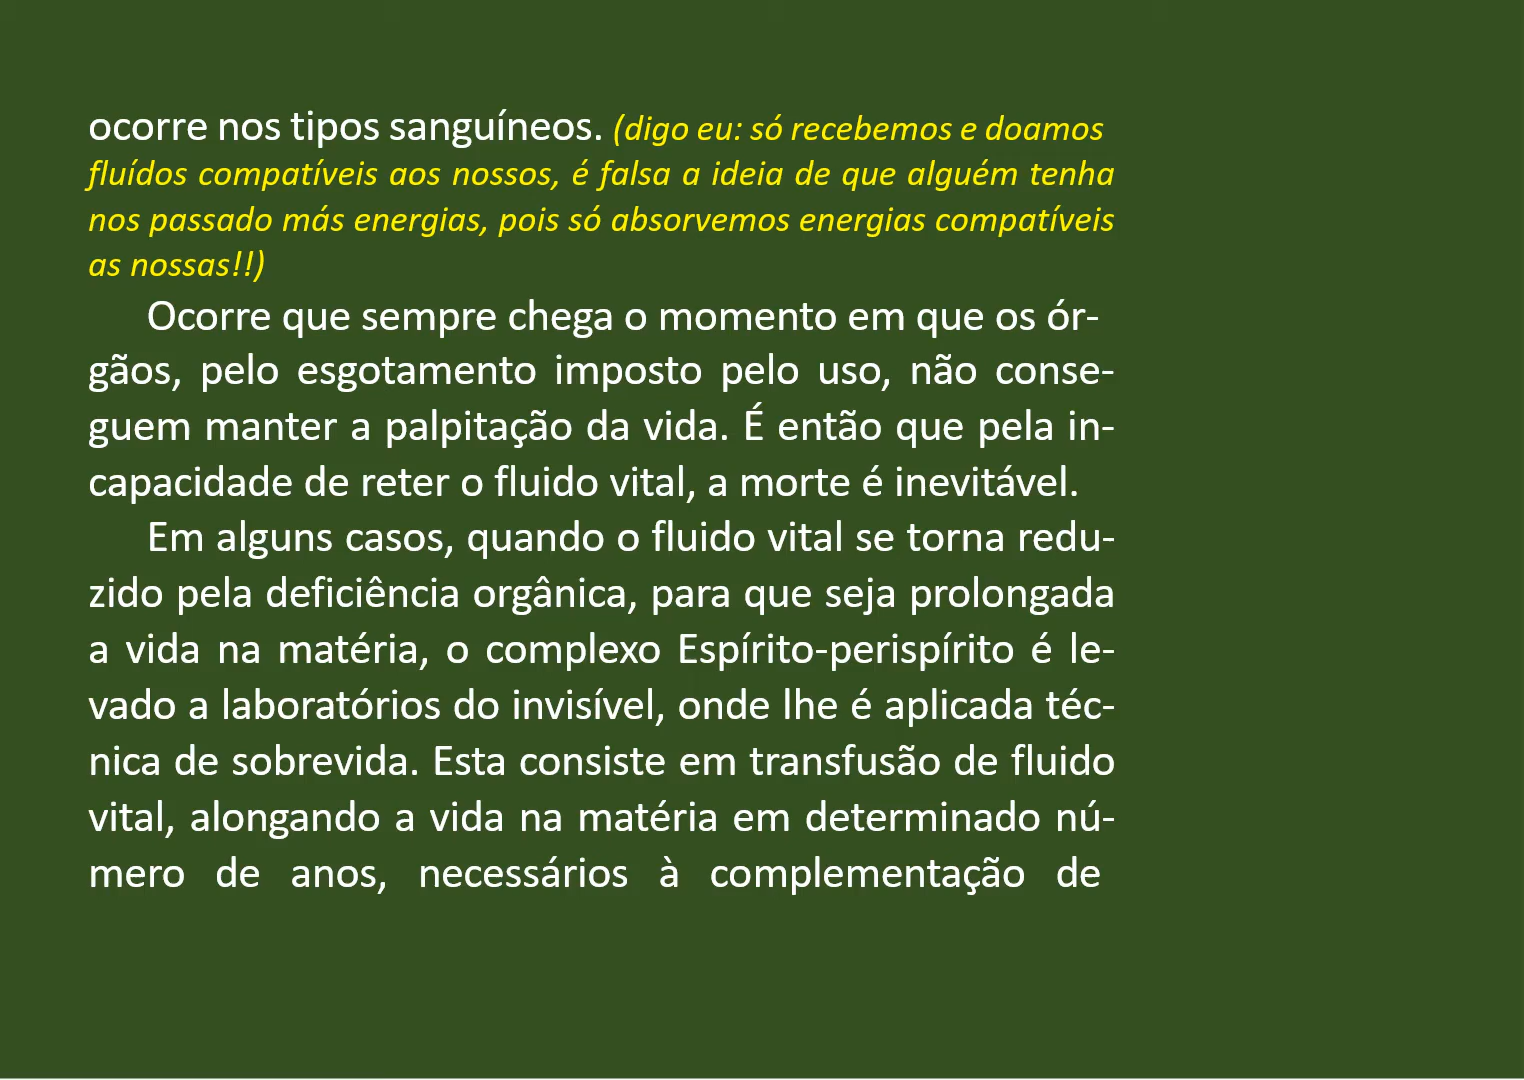 ocorre nos tipos sanguíneos. (digo eu: só recebemos e doamos
fluídos compatíveis aos nossos, é falsa a ideia de que alguém tenha
nos passado más energias, pois só absorvemos energias compatíveis
as nossas!!)
Ocorre que sempre chega o momento em que os ór-
gãos, pelo esgotamento imposto pelo uso, não conse-
guem manter a palpitação da vida. É então que pela in-
capacidade de reter o fluido vital, a morte é inevitável.
Em alguns casos, quando o fluido vital se torna redu-
zido pela deficiência orgânica, para que seja prolongada
a vida na matéria, o complexo Espírito-perispírito é le-
vado a laboratórios do invisível, onde lhe é aplicada téc-
nica de sobrevida. Esta consiste em transfusão de fluido
vital, alongando a vida na matéria em determinado nú-
mero de anos, necessários à complementação de